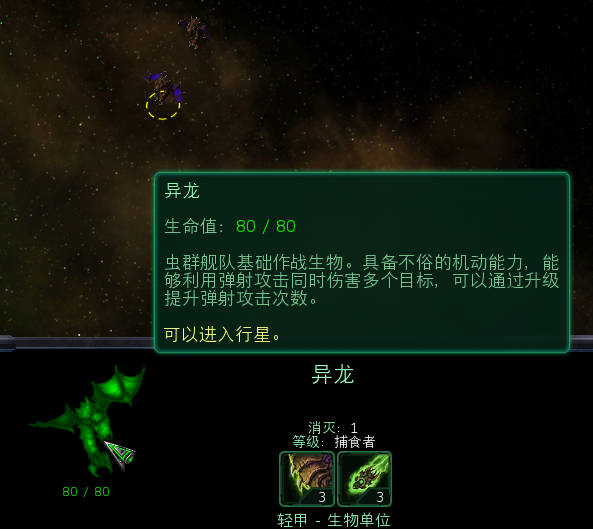 异龙
生命值: 80 / 80
虫群舰队基础作战生物。具备不俗的机动能力, 能
够利用弹射攻击同时伤害多个目标, 可以通过升级
提升弹射攻击次数。
可以进入行星。
异龙
消灭: 1
等级: 捕食者
3
3
80 / 80
轻甲 - 生物单位